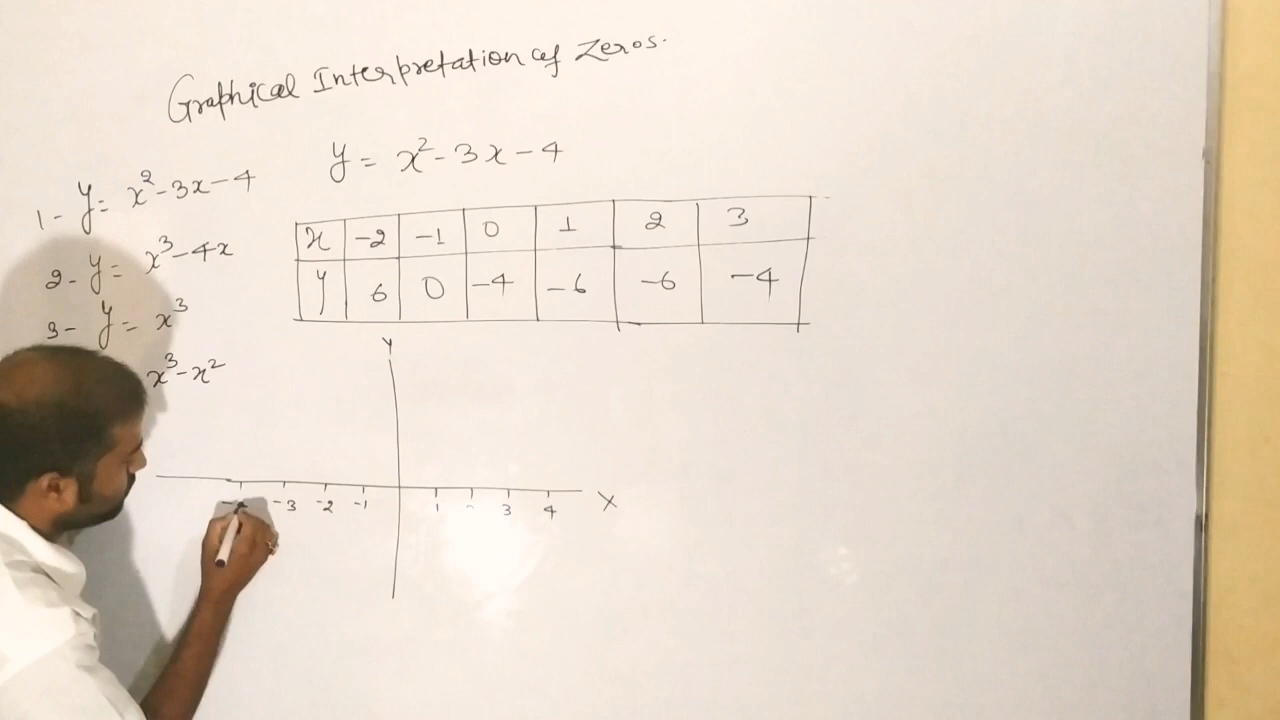 Graphical Interpretation of Zeros.
y = x² - 3x - 4
1 - y = x² - 3x - 4
2 - y = x³ - 4x
3 - y = x³
x³ - x²
x -2 -1 0 1 2 3
y 6 0 -4 -6 -6 -4
Y
-3 -2 -1 1 3 4 X